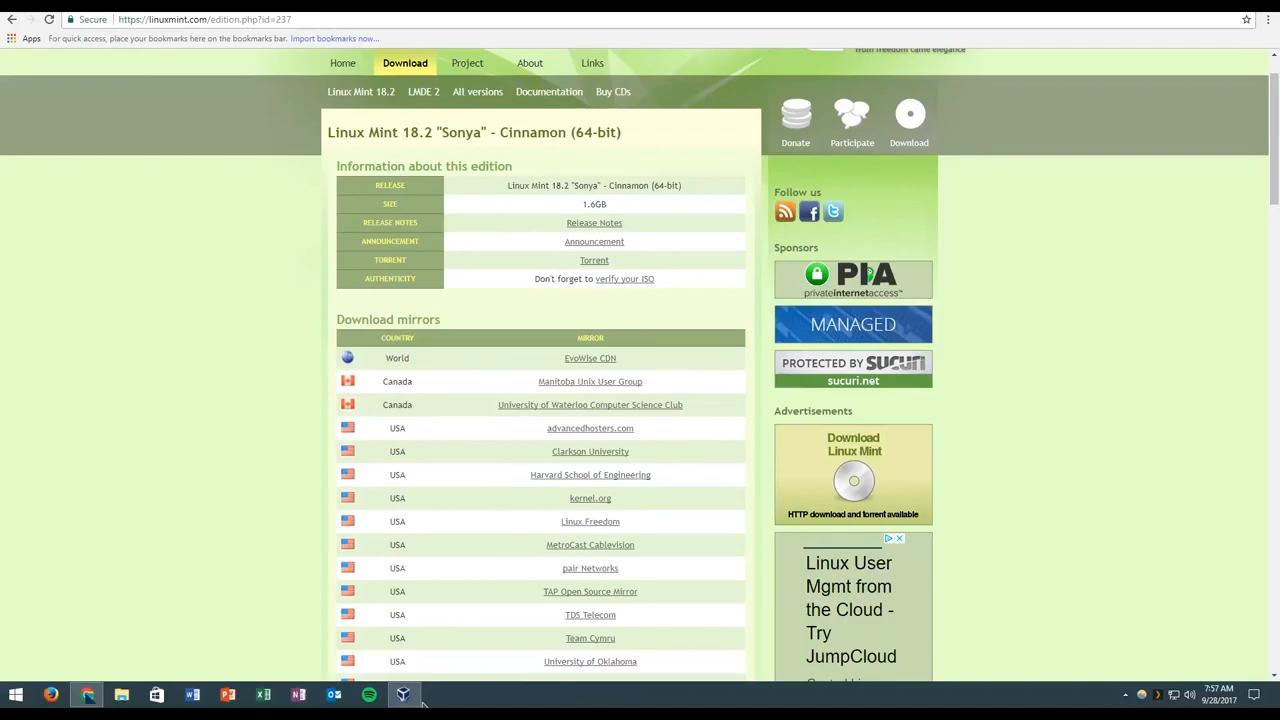 Secure https://linuxmint.com/edition.php?id=237
Apps For quick access, place your bookmarks here on the bookmarks bar. Import bookmarks now...
from freedom came elegance
Home Download Project About Links
Linux Mint 18.2 LMDE 2 All versions Documentation Buy CDs
Donate Participate Download
Linux Mint 18.2 "Sonya" - Cinnamon (64-bit)
Information about this edition
RELEASE Linux Mint 18.2 "Sonya" - Cinnamon (64-bit)
SIZE 1.6GB
RELEASE NOTES Release Notes
ANNOUNCEMENT Announcement
TORRENT Torrent
AUTHENTICITY Don't forget to verify your ISO
Download mirrors
COUNTRY MIRROR
World EvoWise CDN
Canada Manitoba Unix User Group
Canada University of Waterloo Computer Science Club
USA advancedhosters.com
USA Clarkson University
USA Harvard School of Engineering
USA kernel.org
USA Linux Freedom
USA MetroCast Cablevision
USA pair Networks
USA TAP Open Source Mirror
USA TDS Telecom
USA Team Cymru
USA University of Oklahoma
Follow us
Sponsors
PIA
privateinternetaccess™
MANAGED
PROTECTED BY SUCURI
sucuri.net
Advertisements
Download
Linux Mint
HTTP download and torrent available
Linux User
Mgmt from
the Cloud -
Try
JumpCloud
7:57 AM
9/28/2017